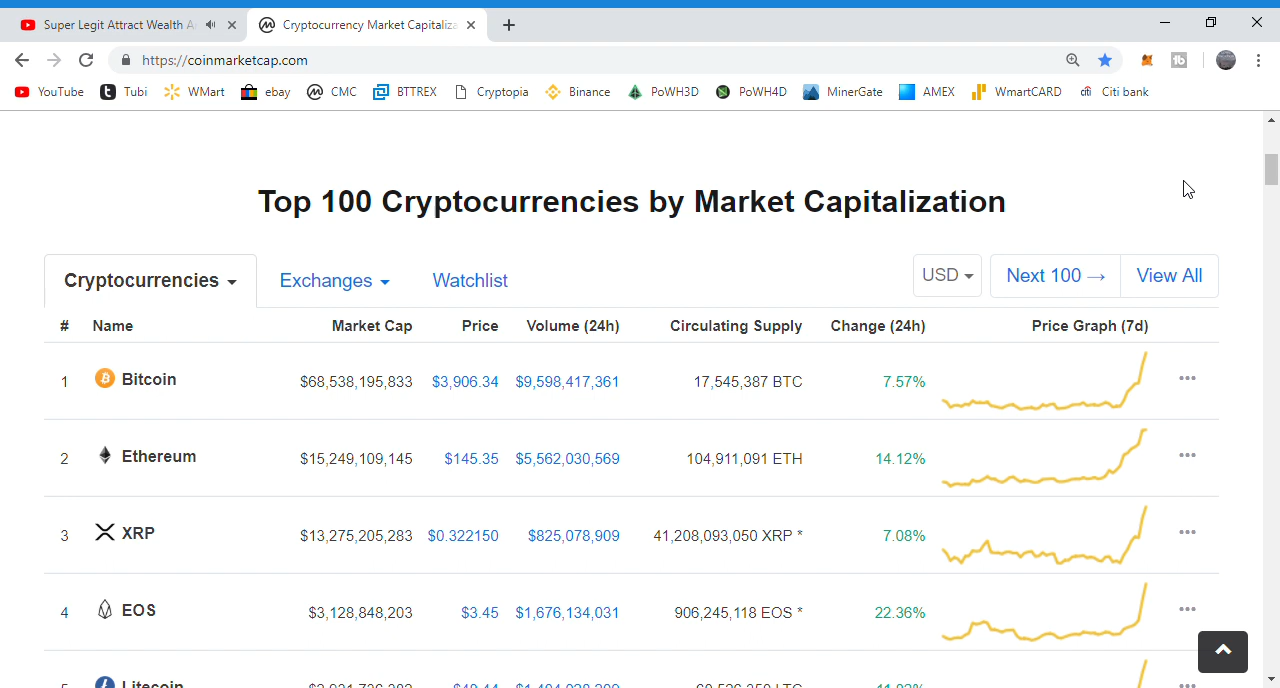 Super Legit Attract Wealth A
Cryptocurrency Market Capitaliza
https://coinmarketcap.com
YouTube Tubi WMart ebay CMC BTTREX Cryptopia Binance PoWH3D PoWH4D MinerGate AMEX WmartCARD Citi bank
Top 100 Cryptocurrencies by Market Capitalization
Cryptocurrencies Exchanges Watchlist USD Next 100 → View All
# Name Market Cap Price Volume (24h) Circulating Supply Change (24h) Price Graph (7d)
1 Bitcoin $68,538,195,833 $3,906.34 $9,598,417,361 17,545,387 BTC 7.57%
2 Ethereum $15,249,109,145 $145.35 $5,562,030,569 104,911,091 ETH 14.12%
3 XRP $13,275,205,283 $0.322150 $825,078,909 41,208,093,050 XRP * 7.08%
4 EOS $3,128,848,203 $3.45 $1,676,134,031 906,245,118 EOS * 22.36%
Litecoin